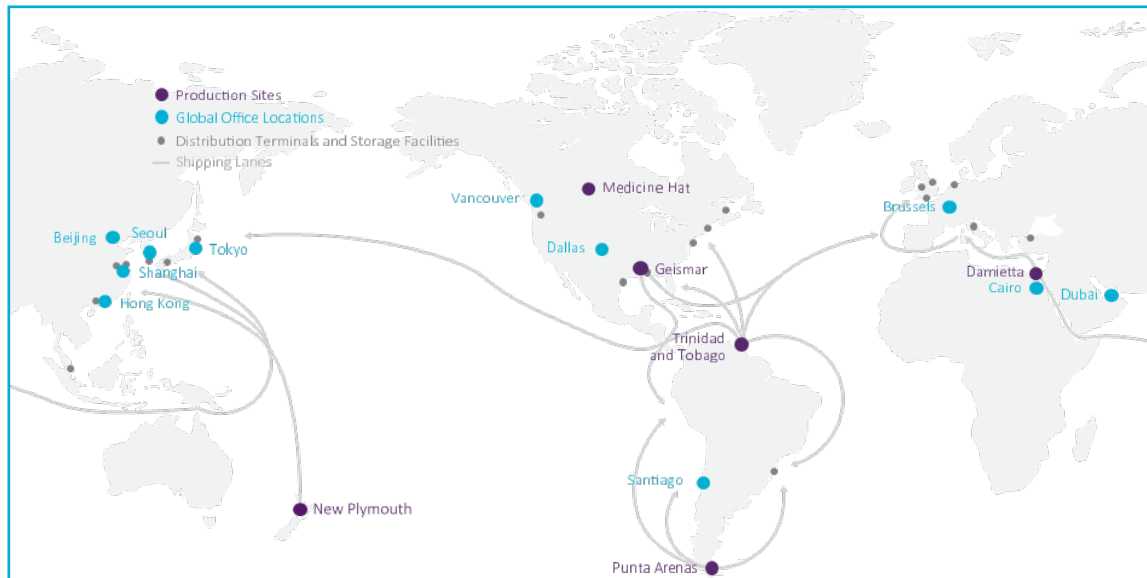 Production Sites
Global Office Locations
Distribution Terminals and Storage Facilities
Shipping Lanes
Medicine Hat
Vancouver
Brussels
Seoul
Beijing
Tokyo
Dallas
Geismar
Shanghai
Damietta
Cairo
Dubai
Hong Kong
Trinidad
and Tobago
Santiago
New Plymouth
Punta Arenas